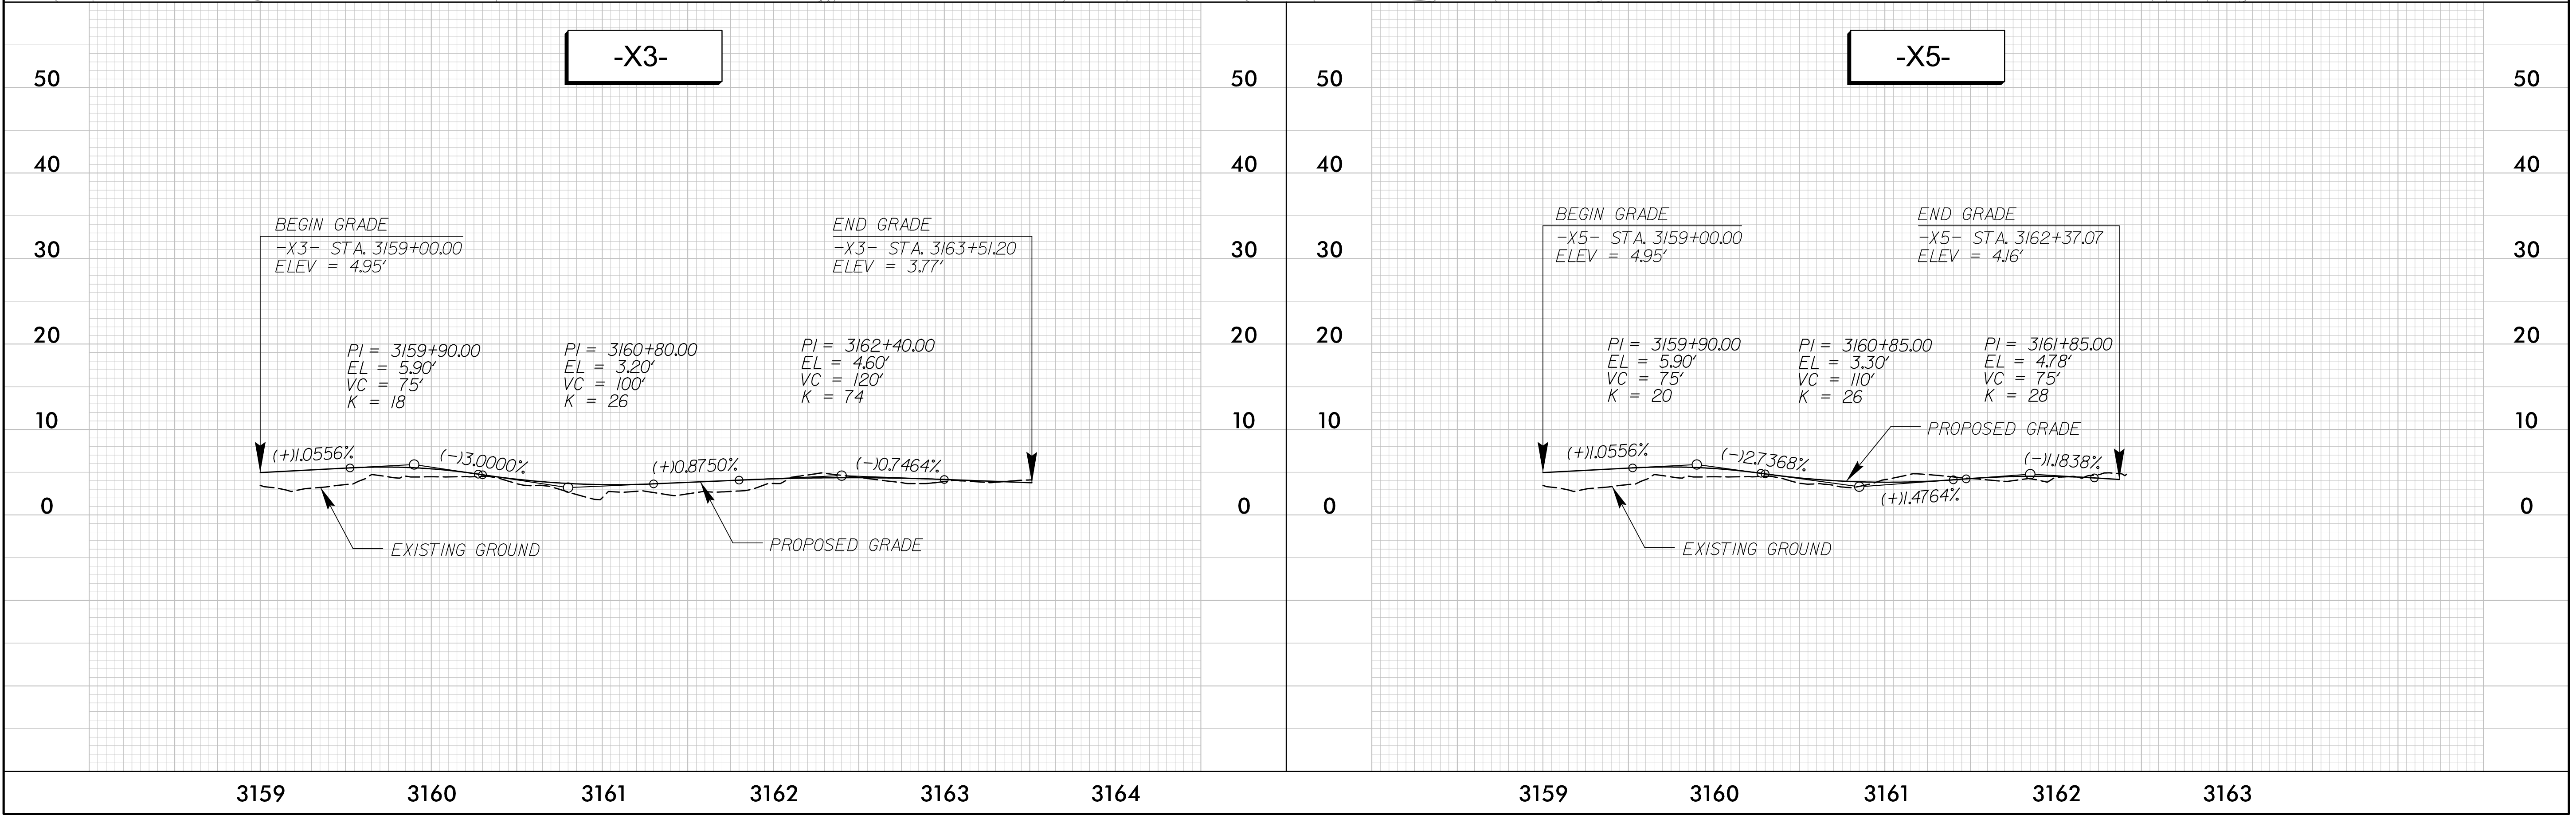 -X3-
50
40
30
20
10
0
50
40
30
20
10
0
BEGIN GRADE
-X3- STA. 3159+00.00
ELEV = 4.95'
END GRADE
-X3- STA. 3163+51.20
ELEV = 3.77'
PI = 3159+90.00
EL = 5.90'
VC = 75'
K = 18
PI = 3160+80.00
EL = 3.20'
VC = 100'
K = 26
PI = 3162+40.00
EL = 4.60'
VC = 120'
K = 74
(+)1.0556%
(-)3.0000%
(+)0.8750%
(-)0.7464%
EXISTING GROUND
PROPOSED GRADE
3159
3160
3161
3162
3163
3164
-X5-
50
40
30
20
10
0
50
40
30
20
10
0
BEGIN GRADE
-X5- STA. 3159+00.00
ELEV = 4.95'
END GRADE
-X5- STA. 3162+37.07
ELEV = 4.16'
PI = 3159+90.00
EL = 5.90'
VC = 75'
K = 20
PI = 3160+85.00
EL = 3.30'
VC = 110'
K = 26
PI = 3161+85.00
EL = 4.78'
VC = 75'
K = 28
PROPOSED GRADE
(+)1.0556%
(-)2.7368%
(+)1.4764%
(-)1.1838%
EXISTING GROUND
3159
3160
3161
3162
3163